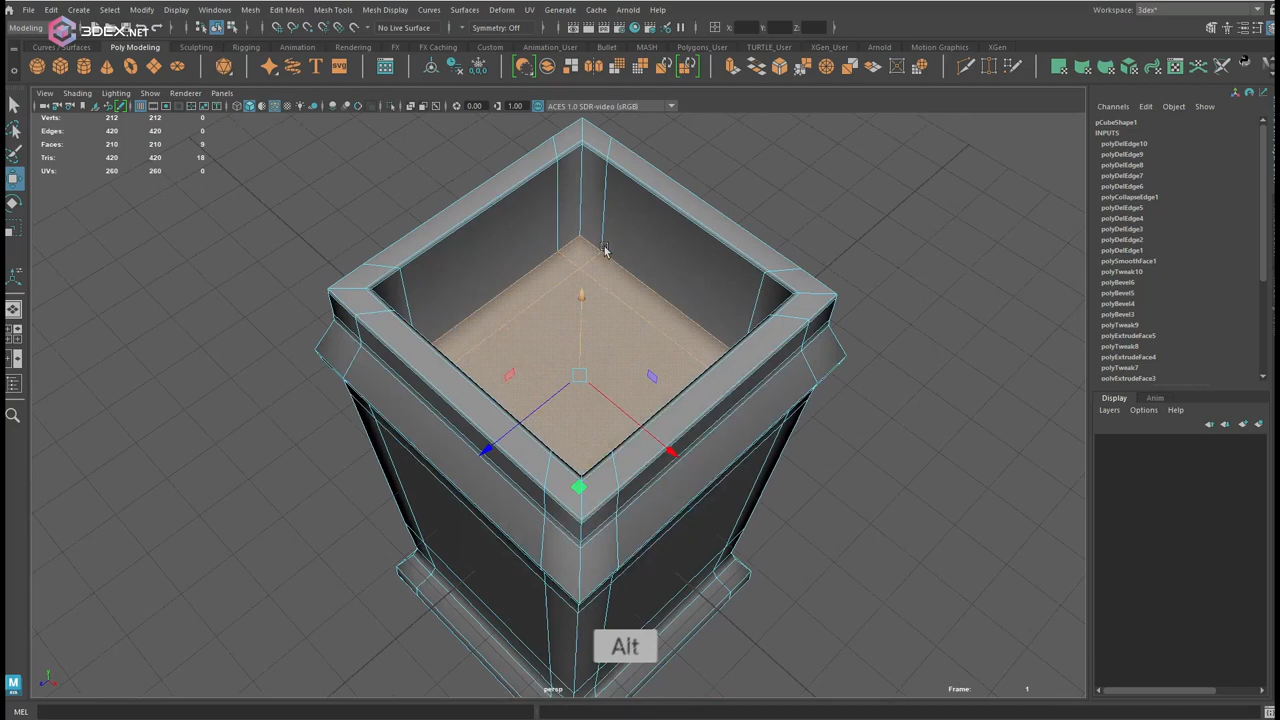 File Edit Create Select Modify Display Windows Mesh Edit Mesh Mesh Tools Mesh Display Curves Surfaces Deform UV Generate Cache Arnold Help Workspace: 3dex*
Modeling No Live Surface Symmetry: Off X: Y: Z:
3DEX.NET
Curves / Surfaces Poly Modeling Sculpting Rigging Animation Rendering FX FX Caching Custom Animation_User Bullet MASH Polygons_User TURTLE_User XGen_User Arnold Motion Graphics XGen
SVG
View Shading Lighting Show Renderer Panels
0.00 1.00 ACES 1.0 SDR-video (sRGB)
Channels Edit Object Show
Verts: 212 212 0
Edges: 420 420 0
Faces: 210 210 9
Tris: 420 420 18
UVs: 260 260 0
pCubeShape1
INPUTS
polyDelEdge10
polyDelEdge9
polyDelEdge8
polyDelEdge7
polyDelEdge6
polyCollapseEdge1
polyDelEdge5
polyDelEdge4
polyDelEdge3
polyDelEdge2
polyDelEdge1
polySmoothFace1
polyTweak10
polyBevel6
polyBevel5
polyBevel4
polyBevel3
polyTweak9
polyExtrudeFace5
polyTweak8
polyExtrudeFace4
polyTweak7
polyExtrudeFace3
Display Anim
Layers Options Help
Alt
persp
Frame: 1
MEL